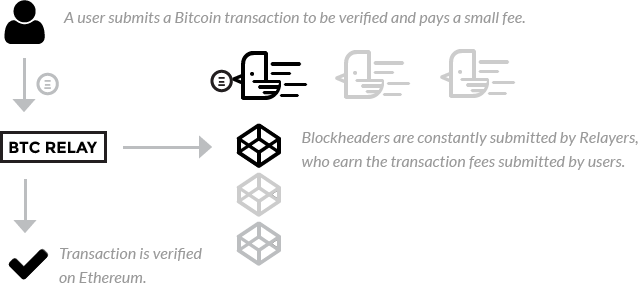 A user submits a Bitcoin transaction to be verified and pays a small fee.
BTC RELAY
Blockheaders are constantly submitted by Relayers,
who earn the transaction fees submitted by users.
Transaction is verified
on Ethereum.